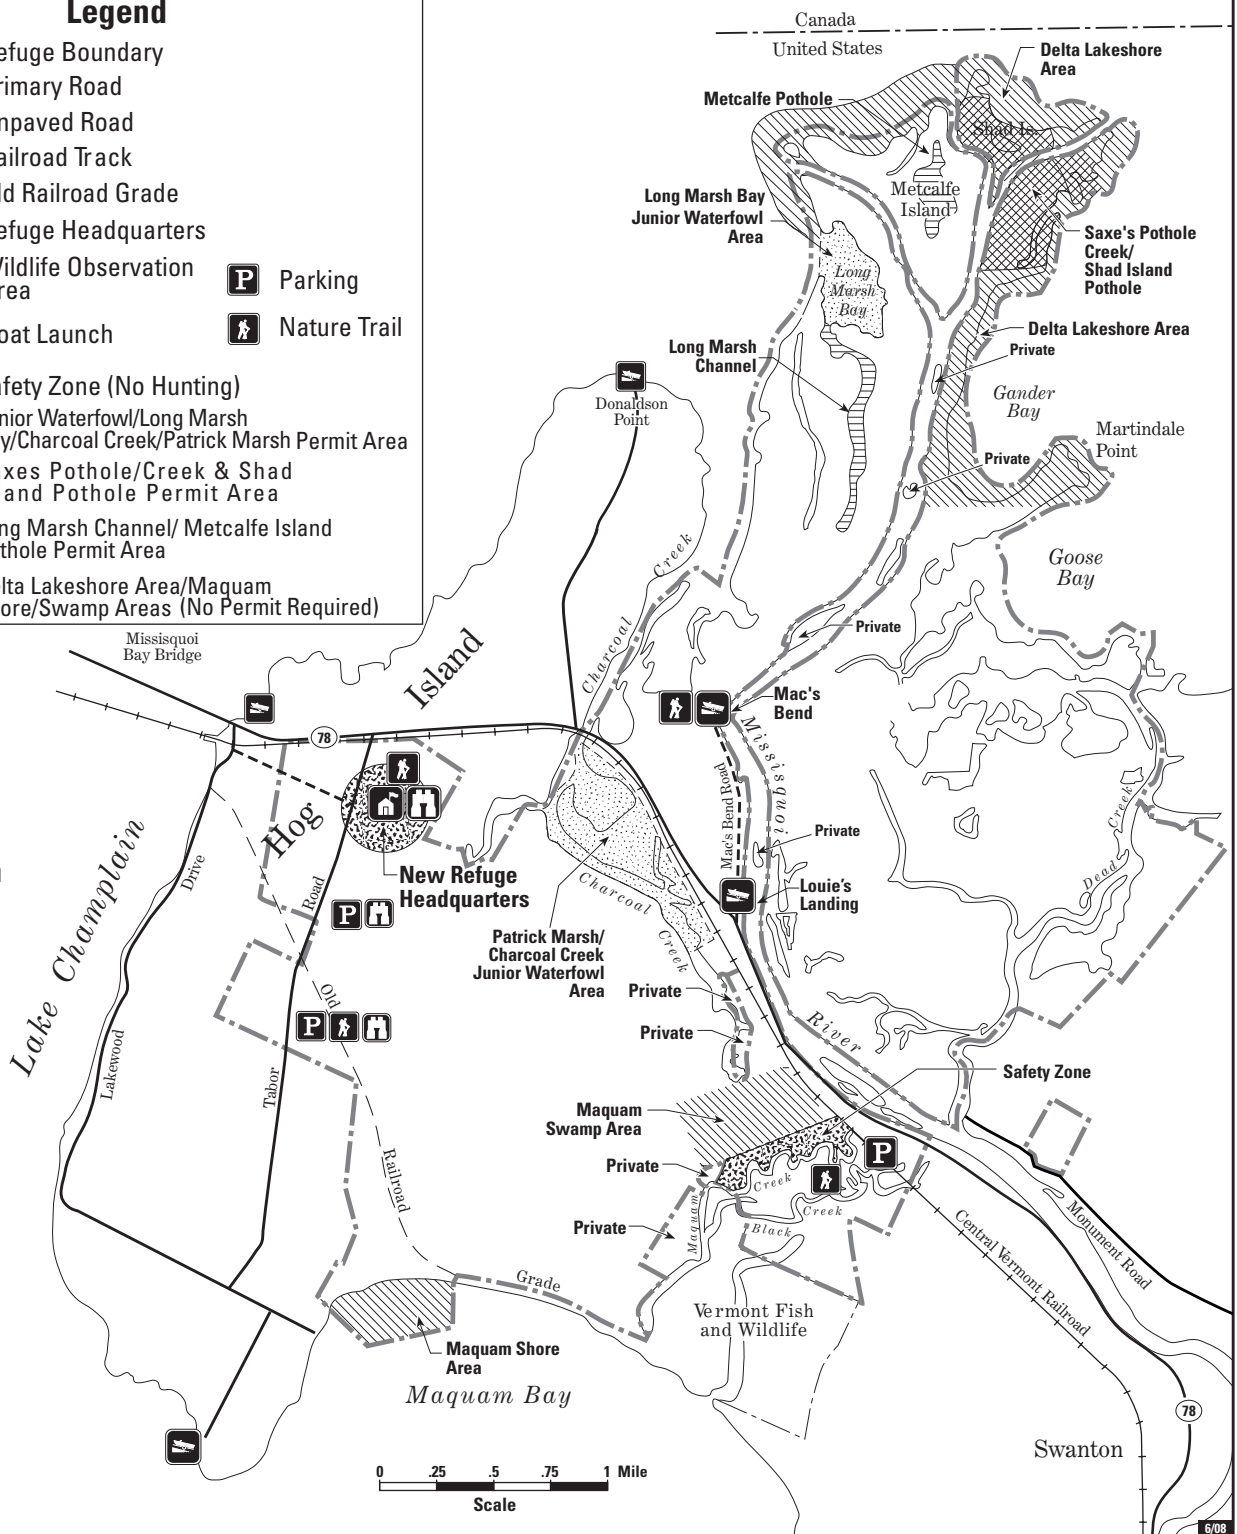 Legend
efuge Boundary
rimary Road
npaved Road
ailroad Track
ld Railroad Grade
efuge Headquarters
ildlife Observation
rea
oat Launch
P Parking
Nature Trail
afety Zone (No Hunting)
nior Waterfowl/Long Marsh
y/Charcoal Creek/Patrick Marsh Permit Area
xes Pothole/Creek & Shad
and Pothole Permit Area
ng Marsh Channel/ Metcalfe Island
thole Permit Area
elta Lakeshore Area/Maquam
ore/Swamp Areas (No Permit Required)
Canada
United States
Delta Lakeshore
Area
Metcalfe Pothole
Shad Is.
Metcalfe
Island
Long Marsh Bay
Junior Waterfowl
Area
Saxe's Pothole
Creek/
Shad Island
Pothole
Long
Marsh
Bay
Delta Lakeshore Area
Private
Long Marsh
Channel
Gander
Bay
Donaldson
Point
Martindale
Point
Private
Goose
Bay
Charcoal Creek
Private
Missisquoi
Bay Bridge
Hog Island
78
Mac's
Bend
Missisquoi River
Mac's Bend Road
Private
Dead Creek
Lake Champlain
Lakewood Drive
New Refuge
Headquarters
Charcoal Creek
Louie's
Landing
P
Tabor Road
Patrick Marsh/
Charcoal Creek
Junior Waterfowl
Area
Private
Private
P
Old Railroad Grade
Safety Zone
Maquam
Swamp Area
Private
P
Maquam Creek
Black Creek
Private
Monument Road
Central Vermont Railroad
Vermont Fish
and Wildlife
Maquam Shore
Area
Maquam Bay
78
Swanton
0 .25 .5 .75 1 Mile
Scale
6/08